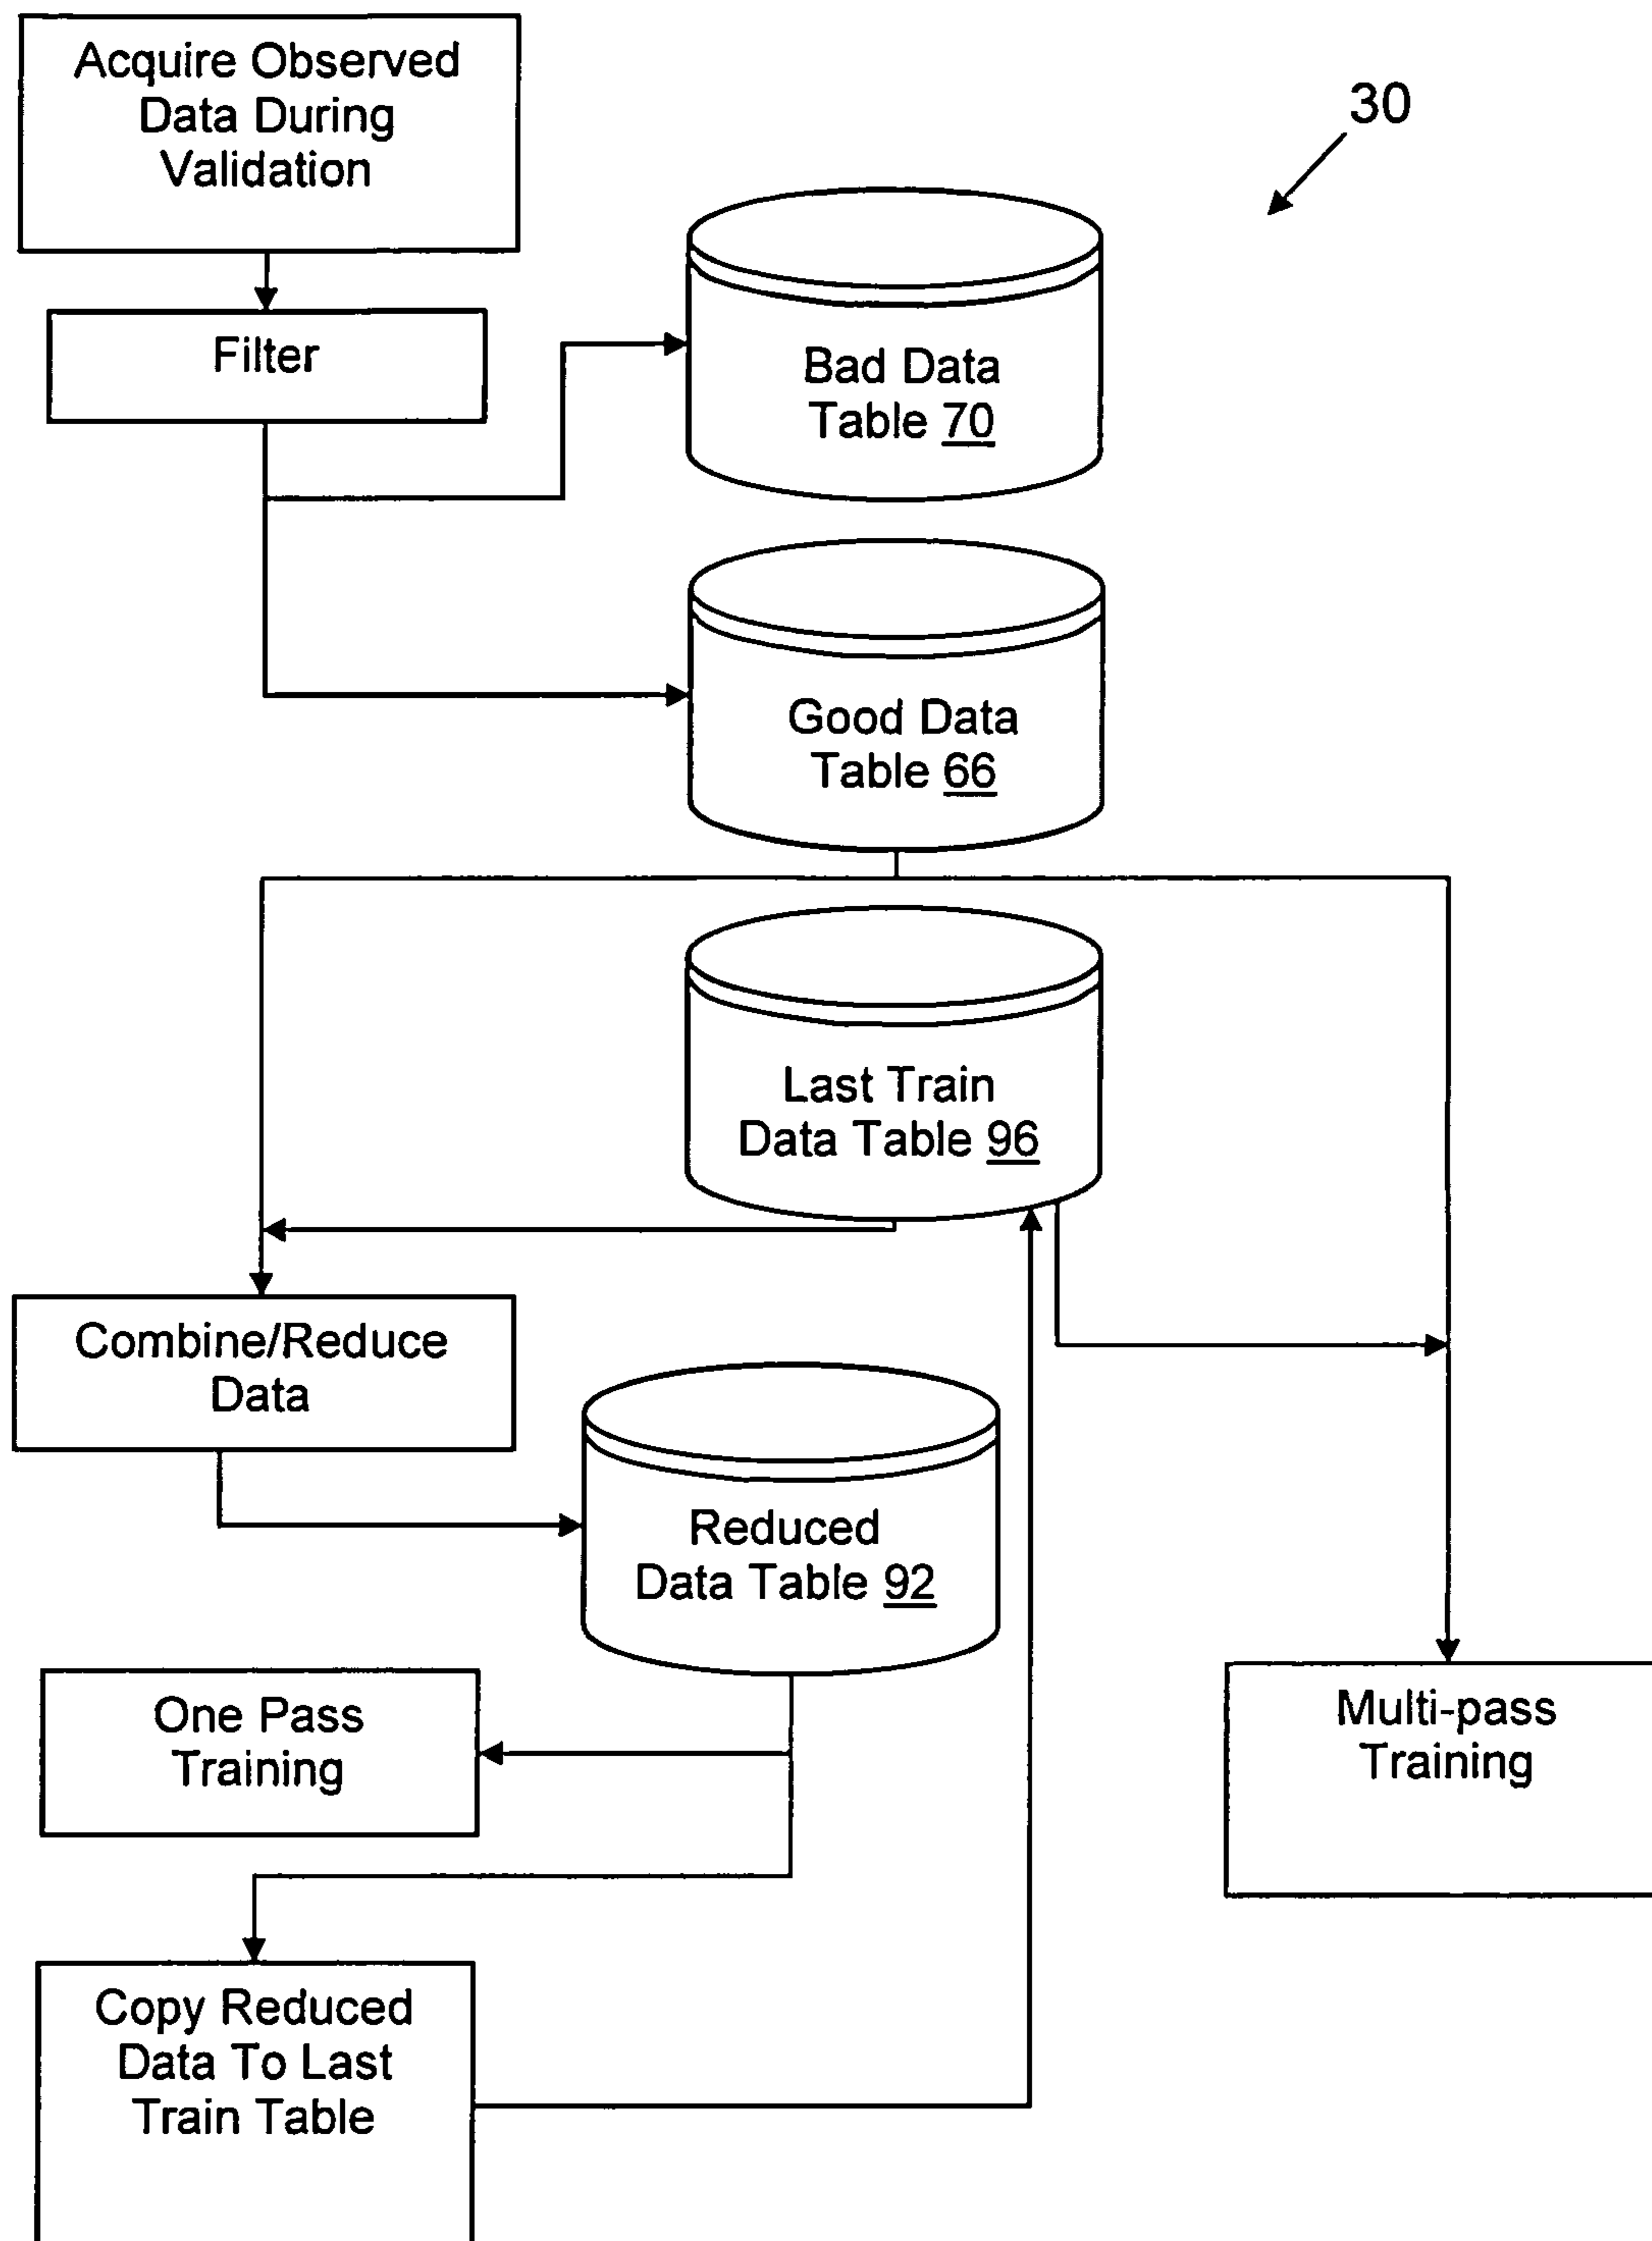 Acquire Observed
Data During
Validation
30
Filter
Bad Data
Table 70
Good Data
Table 66
Last Train
Data Table 96
Combine/Reduce
Data
Reduced
Data Table 92
One Pass
Training
Multi-pass
Training
Copy Reduced
Data To Last
Train Table